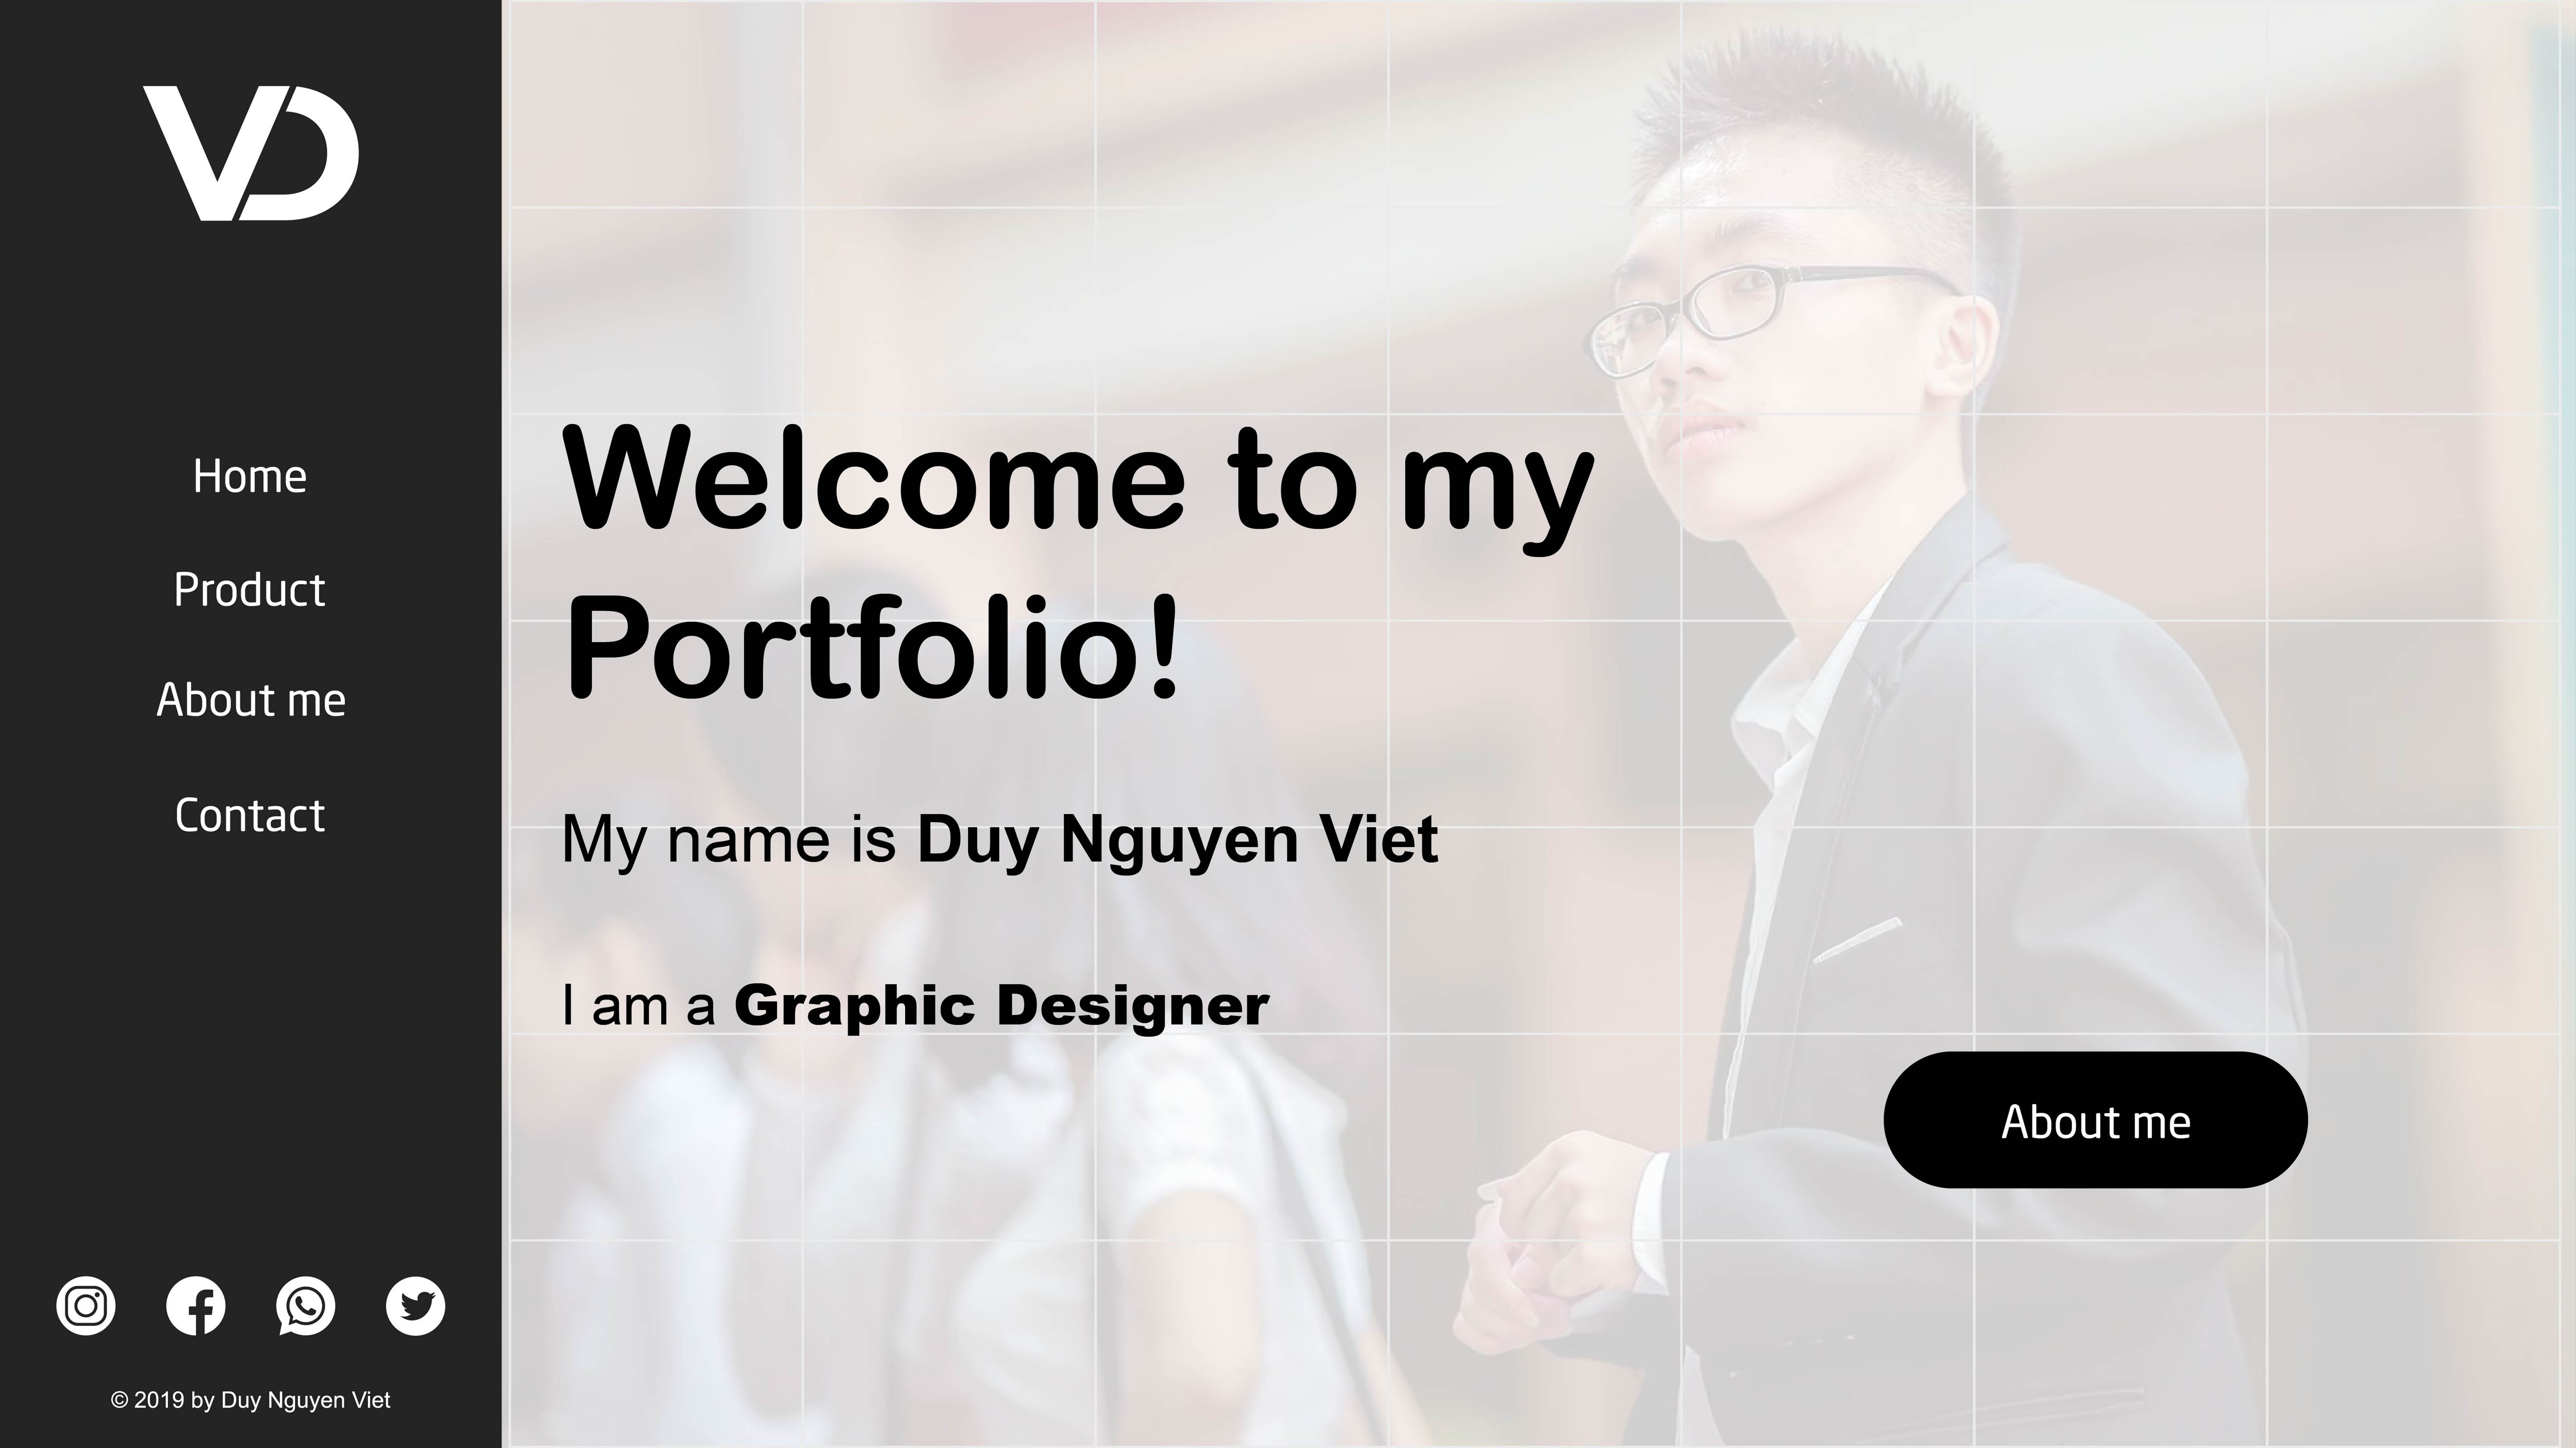 VD
Home
Product
About me
Contact
© 2019 by Duy Nguyen Viet
Welcome to my
Portfolio!
My name is Duy Nguyen Viet
I am a Graphic Designer
About me